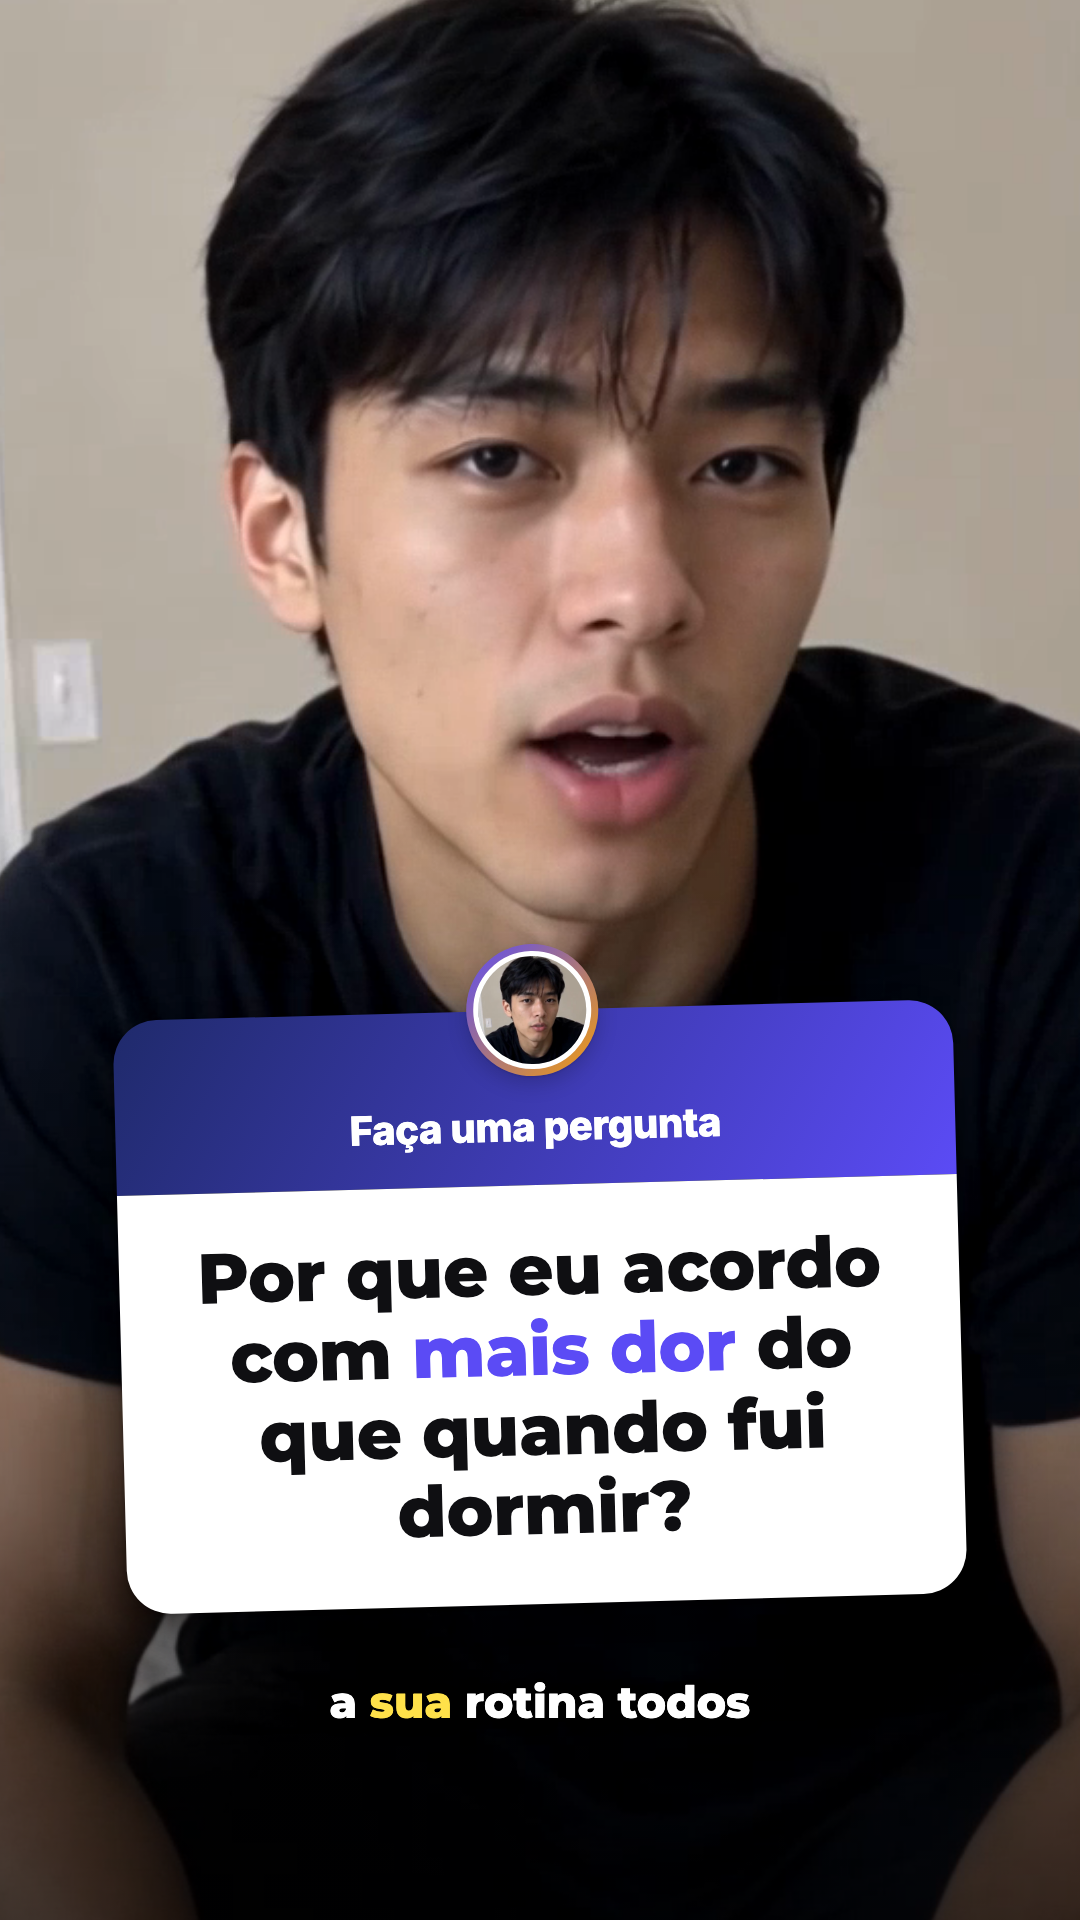 Faça uma pergunta
Por que eu acordo
com mais dor do
que quando fui
dormir?
a sua rotina todos